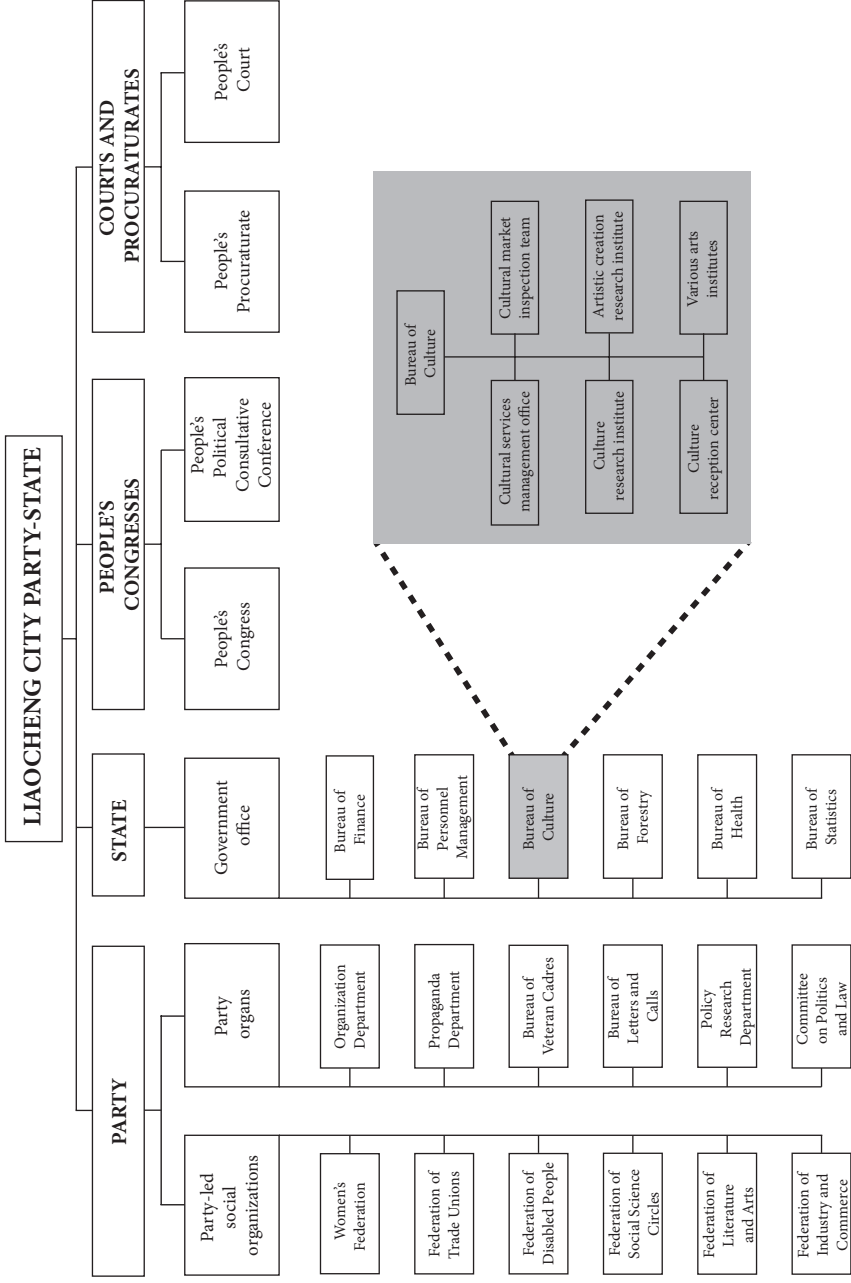 LIAOCHENG CITY PARTY-STATE
PARTY
STATE
PEOPLE'S
CONGRESSES
COURTS AND
PROCURATURATES
Party-led
social
organizations
Party
organs
Government
office
People's
Congress
People's
Political
Consultative
Conference
People's
Procuraturate
People's
Court
Women's
Federation
Federation of
Trade Unions
Federation of
Disabled People
Federation of
Social Science
Circles
Federation of
Literature
and Arts
Federation of
Industry and
Commerce
Organization
Department
Propaganda
Department
Bureau of
Veteran Cadres
Bureau of
Letters and
Calls
Policy
Research
Department
Committee
on Politics
and Law
Bureau of
Finance
Bureau of
Personnel
Management
Bureau of
Culture
Bureau of
Forestry
Bureau of
Health
Bureau of
Statistics
Bureau of
Culture
Cultural services
management office
Cultural market
inspection team
Culture
research institute
Artistic creation
research institute
Culture
reception center
Various arts
institutes